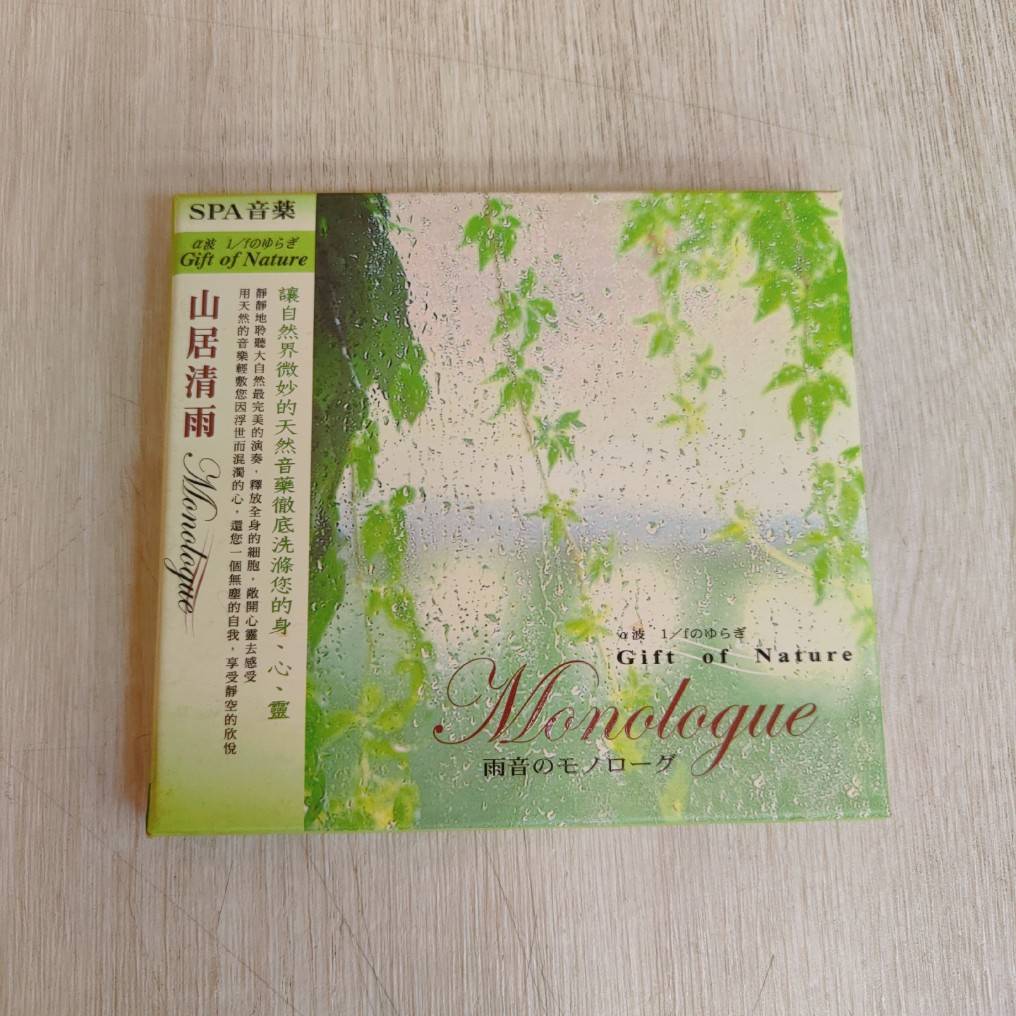 SPA音薬
α波 1/fのゆらぎ
Gift of Nature
讓自然界微妙的天然音藥徹底洗滌您的身、心、靈
靜靜地聆聽大自然最完美的演奏，釋放全身的細胞，敞開心靈去感受
用天然的音樂輕敷您因浮世而混濁的心，還您一個無塵的自我，享受靜空的欣悅
山居清雨
Monologue
α波 1/fのゆらぎ
Gift of Nature
Monologue
雨音のモノローグ